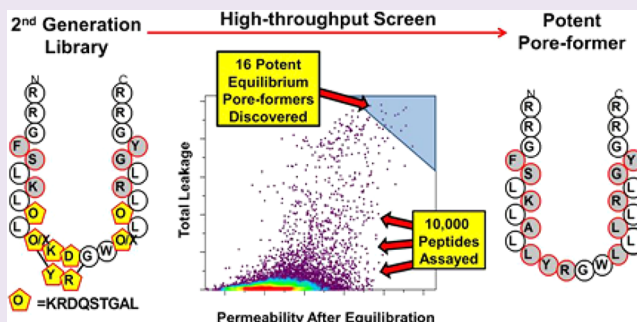 2nd Generation
Library
High-throughput Screen
Potent
Pore-former
N C
R R
R R
G G
F Y
S G
L L
K R
L L
O O
L L
O/X K D G W O/X
Y R
O =KRDQSTGAL
16 Potent
Equilibrium
Pore-formers
Discovered
10,000
Peptides
Assayed
Total Leakage
Permeability After Equilibration
N C
R R
R R
G G
F Y
S G
L L
K R
L L
A L
L L
L Y R G W L